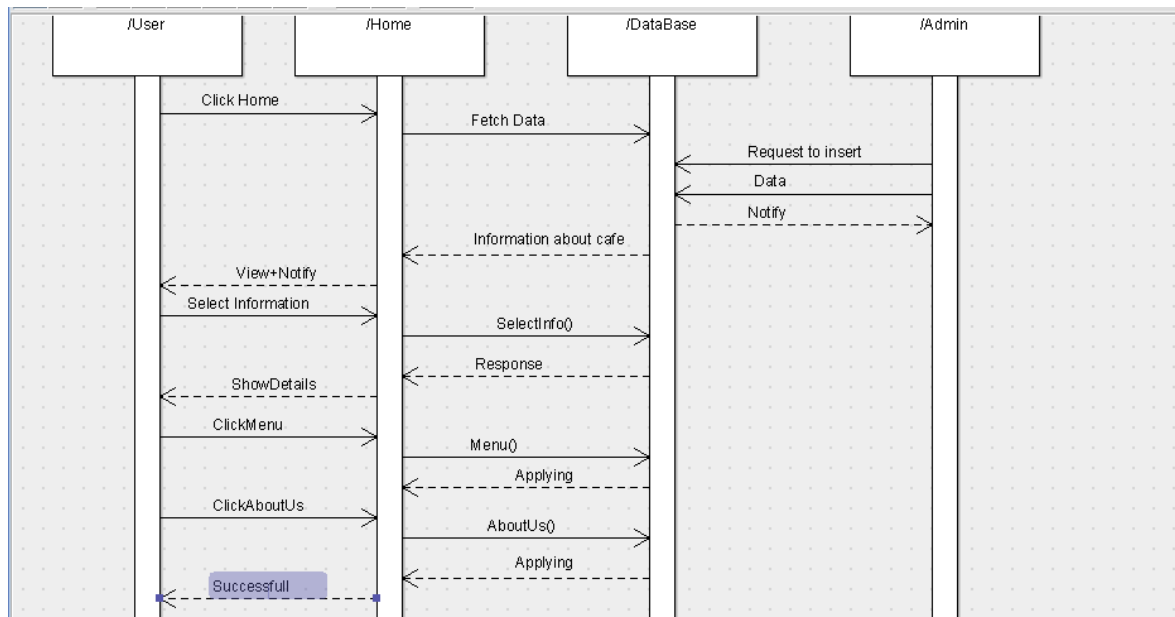 /User
/Home
/DataBase
/Admin
Click Home
Fetch Data
Request to insert
Data
Notify
Information about cafe
View+Notify
Select Information
SelectInfo()
Response
ShowDetails
ClickMenu
Menu()
Applying
ClickAboutUs
AboutUs()
Applying
Successfull